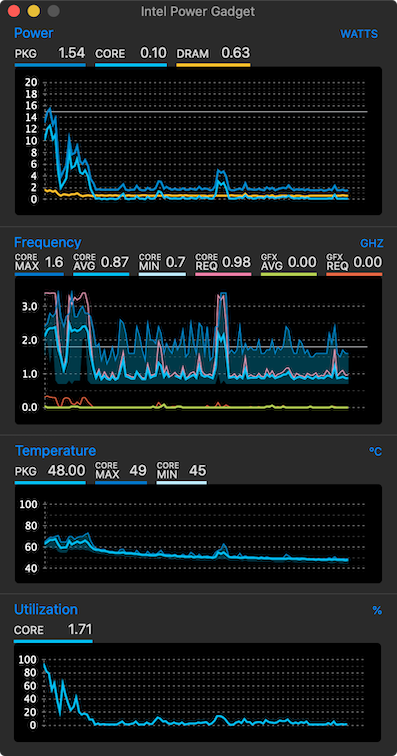 Intel Power Gadget
Power WATTS
PKG 1.54 CORE 0.10 DRAM 0.63
20
18
16
14
12
10
8
6
4
2
0
Frequency GHZ
CORE MAX 1.6 CORE AVG 0.87 CORE MIN 0.7 CORE REQ 0.98 GFX AVG 0.00 GFX REQ 0.00
3.0
2.0
1.0
0.0
Temperature ºC
PKG 48.00 CORE MAX 49 CORE MIN 45
100
80
60
40
Utilization %
CORE 1.71
100
80
60
40
20
0